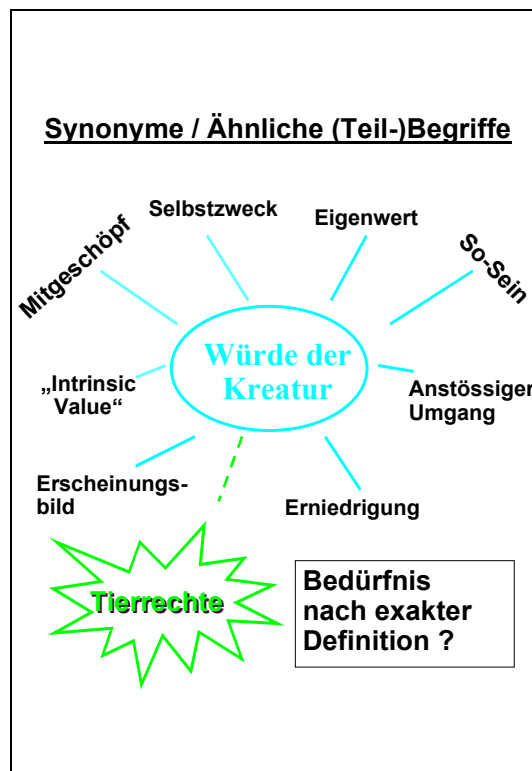 Synonyme / Ähnliche (Teil-)Begriffe
Selbstzweck
Eigenwert
Mitgeschöpf
So-Sein
Würde der
Kreatur
„Intrinsic
Value“
Anstössiger
Umgang
Erscheinungs-
bild
Erniedrigung
Tierrechte
Bedürfnis
nach exakter
Definition ?